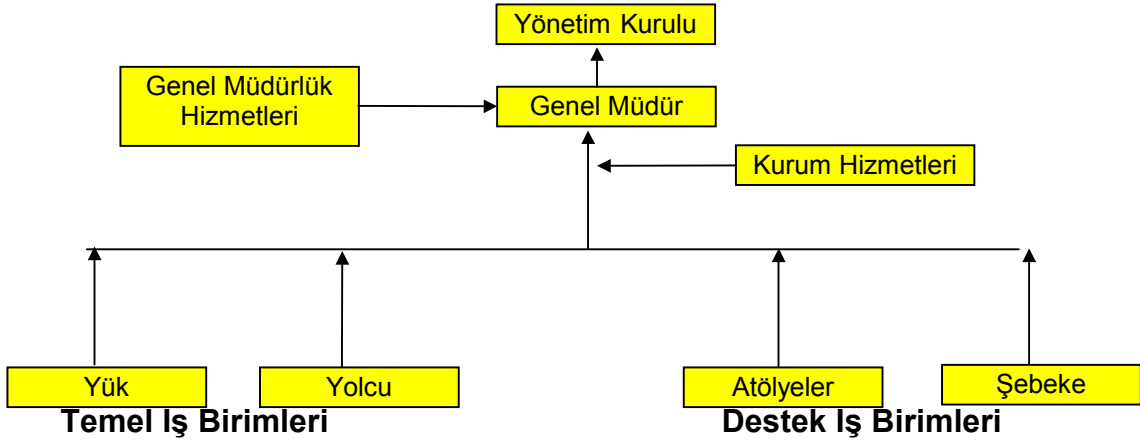 Yönetim Kurulu
Genel Müdürlük
Hizmetleri
Genel Müdür
Kurum Hizmetleri
Yük
Yolcu
Atölyeler
Şebeke
Temel Iş Birimleri
Destek Iş Birimleri